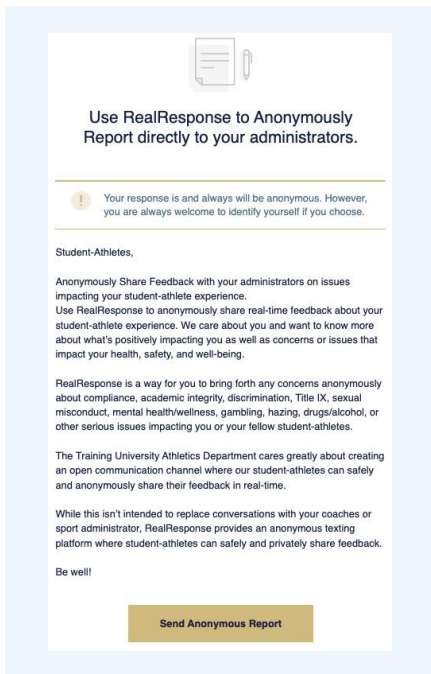 Use RealResponse to Anonymously
Report directly to your administrators.
!
Your response is and always will be anonymous. However,
you are always welcome to identify yourself if you choose.
Student-Athletes,
Anonymously Share Feedback with your administrators on issues
impacting your student-athlete experience.
Use RealResponse to anonymously share real-time feedback about your
student-athlete experience. We care about you and want to know more
about what's positively impacting you as well as concerns or issues that
impact your health, safety, and well-being.
RealResponse is a way for you to bring forth any concerns anonymously
about compliance, academic integrity, discrimination, Title IX, sexual
misconduct, mental health/wellness, gambling, hazing, drugs/alcohol, or
other serious issues impacting you or your fellow student-athletes.
The Training University Athletics Department cares greatly about creating
an open communication channel where our student-athletes can safely
and anonymously share their feedback in real-time.
While this isn't intended to replace conversations with your coaches or
sport administrator, RealResponse provides an anonymous texting
platform where student-athletes can safely and privately share feedback.
Be well!
Send Anonymous Report